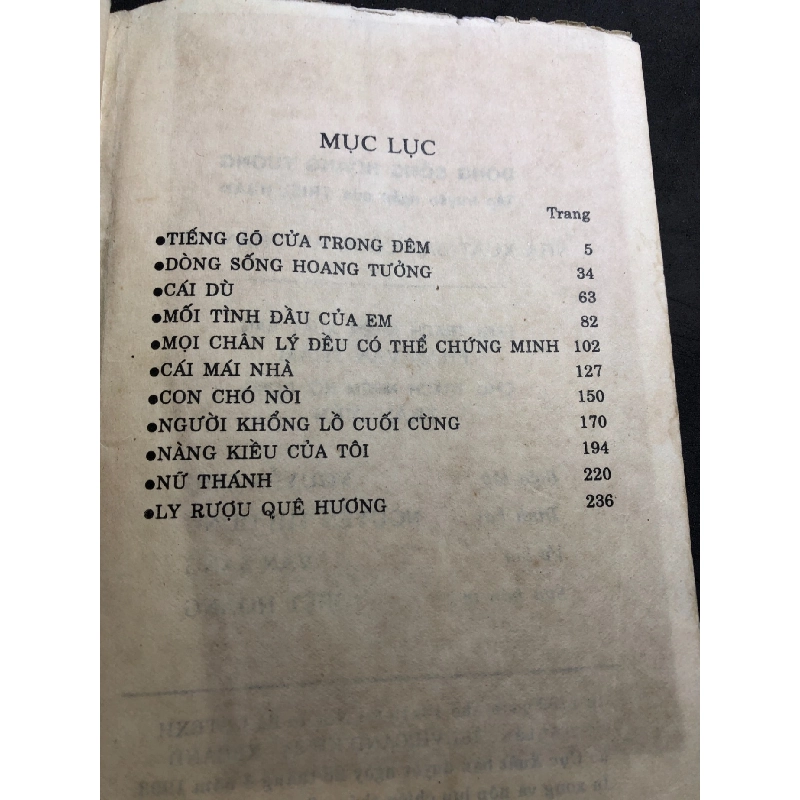 MỤC LỤC
Trang
●TIẾNG GÕ CỬA TRONG ĐÊM 5
●DÒNG SỐNG HOANG TƯỞNG 34
●CÁI DÙ 63
●MỐI TÌNH ĐẦU CỦA EM 82
●MỌI CHÂN LÝ ĐỀU CÓ THỂ CHỨNG MINH 102
●CÁI MÁI NHÀ 127
●CON CHÓ NÒI 150
●NGƯỜI KHỔNG LỒ CUỐI CÙNG 170
●NÀNG KIỀU CỦA TÔI 194
●NỮ THÁNH 220
●LY RƯỢU QUÊ HƯƠNG 236